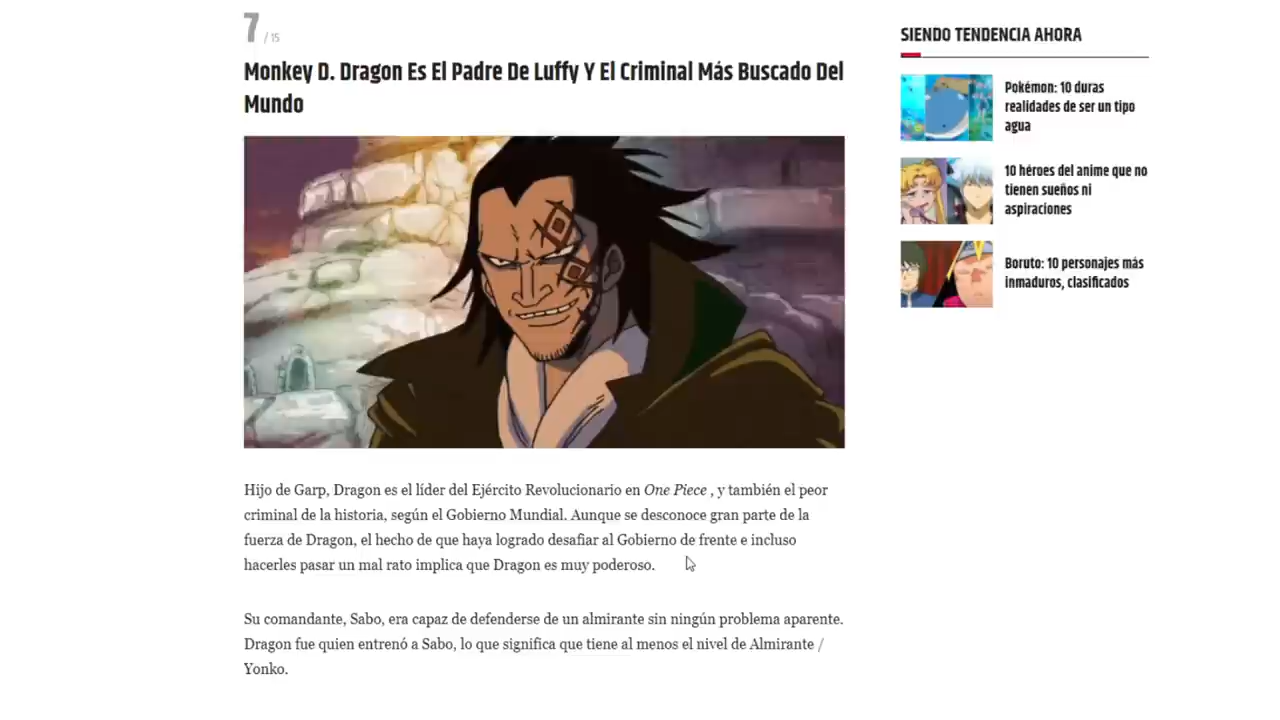 7 / 15
Monkey D. Dragon Es El Padre De Luffy Y El Criminal Más Buscado Del
Mundo
Hijo de Garp, Dragon es el líder del Ejército Revolucionario en One Piece , y también el peor
criminal de la historia, según el Gobierno Mundial. Aunque se desconoce gran parte de la
fuerza de Dragon, el hecho de que haya logrado desafiar al Gobierno de frente e incluso
hacerles pasar un mal rato implica que Dragon es muy poderoso.
Su comandante, Sabo, era capaz de defenderse de un almirante sin ningún problema aparente.
Dragon fue quien entrenó a Sabo, lo que significa que tiene al menos el nivel de Almirante /
Yonko.
SIENDO TENDENCIA AHORA
Pokémon: 10 duras
realidades de ser un tipo
agua
10 héroes del anime que no
tienen sueños ni
aspiraciones
Boruto: 10 personajes más
inmaduros, clasificados